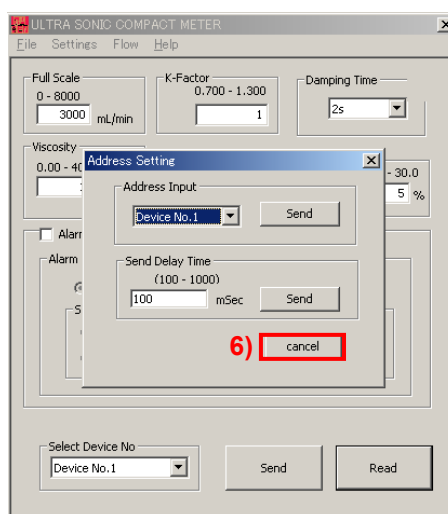 ULTRA SONIC COMPACT METER
File Settings Flow Help
Full Scale
0 - 8000
3000 mL/min
K-Factor
0.700 - 1.300
1
Damping Time
2s
Viscosity
0.00 - 40
- 30.0
5 %
Address Setting
Address Input
Device No.1 Send
Send Delay Time
(100 - 1000)
100 mSec Send
6) cancel
Alarm
Select Device No
Device No.1 Send Read